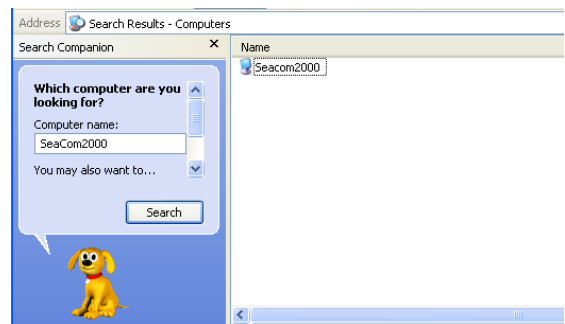 Address Search Results - Computers
Search Companion
Which computer are you
looking for?
Computer name:
SeaCom2000
You may also want to...
Search
Name
Seacom2000